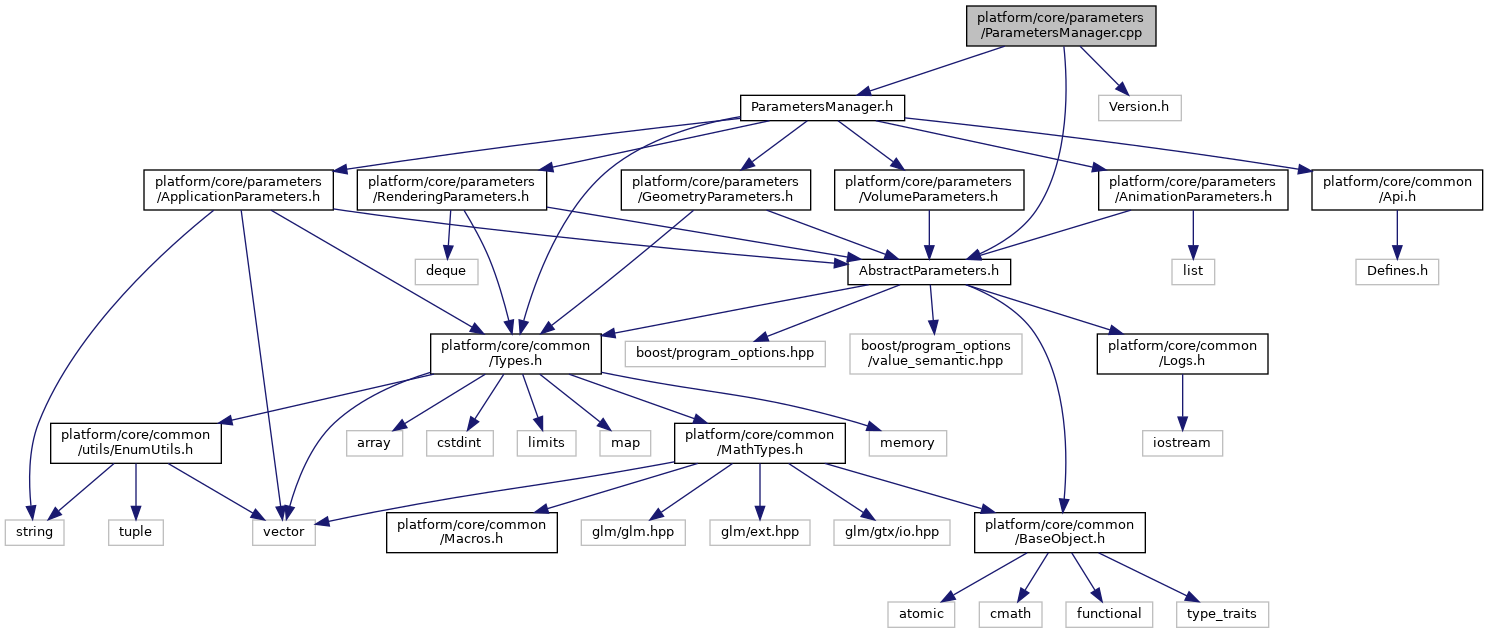 platform/core/parameters
/ParametersManager.cpp
ParametersManager.h
Version.h
platform/core/parameters
/ApplicationParameters.h
platform/core/parameters
/RenderingParameters.h
platform/core/parameters
/GeometryParameters.h
platform/core/parameters
/VolumeParameters.h
platform/core/parameters
/AnimationParameters.h
platform/core/common
/Api.h
deque
AbstractParameters.h
list
Defines.h
platform/core/common
/Types.h
boost/program_options.hpp
boost/program_options
/value_semantic.hpp
platform/core/common
/Logs.h
platform/core/common
/utils/EnumUtils.h
array
cstdint
limits
map
platform/core/common
/MathTypes.h
memory
iostream
string
tuple
vector
platform/core/common
/Macros.h
glm/glm.hpp
glm/ext.hpp
glm/gtx/io.hpp
platform/core/common
/BaseObject.h
atomic
cmath
functional
type_traits